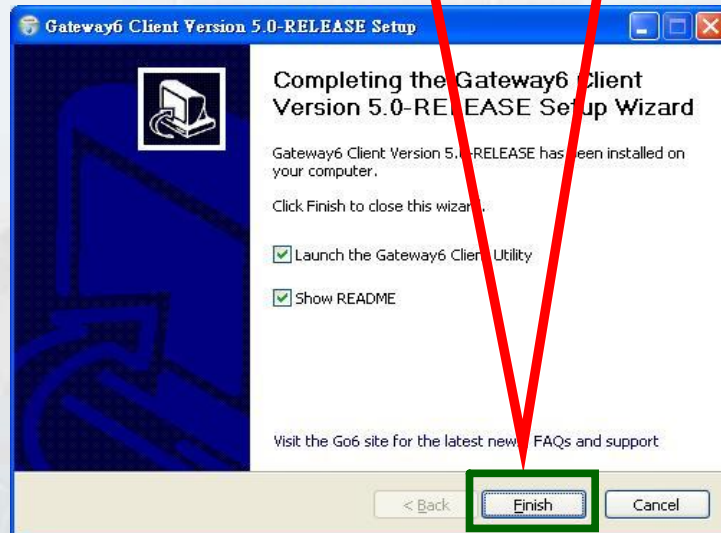 Gateway6 Client Version 5.0-RELEASE Setup
Completing the Gateway6 Client
Version 5.0-RELEASE Setup Wizard
Gateway6 Client Version 5.0-RELEASE has been installed on
your computer.
Click Finish to close this wizard.
Launch the Gateway6 Client Utility
Show README
Visit the Go6 site for the latest news, FAQs and support
< Back
Finish
Cancel